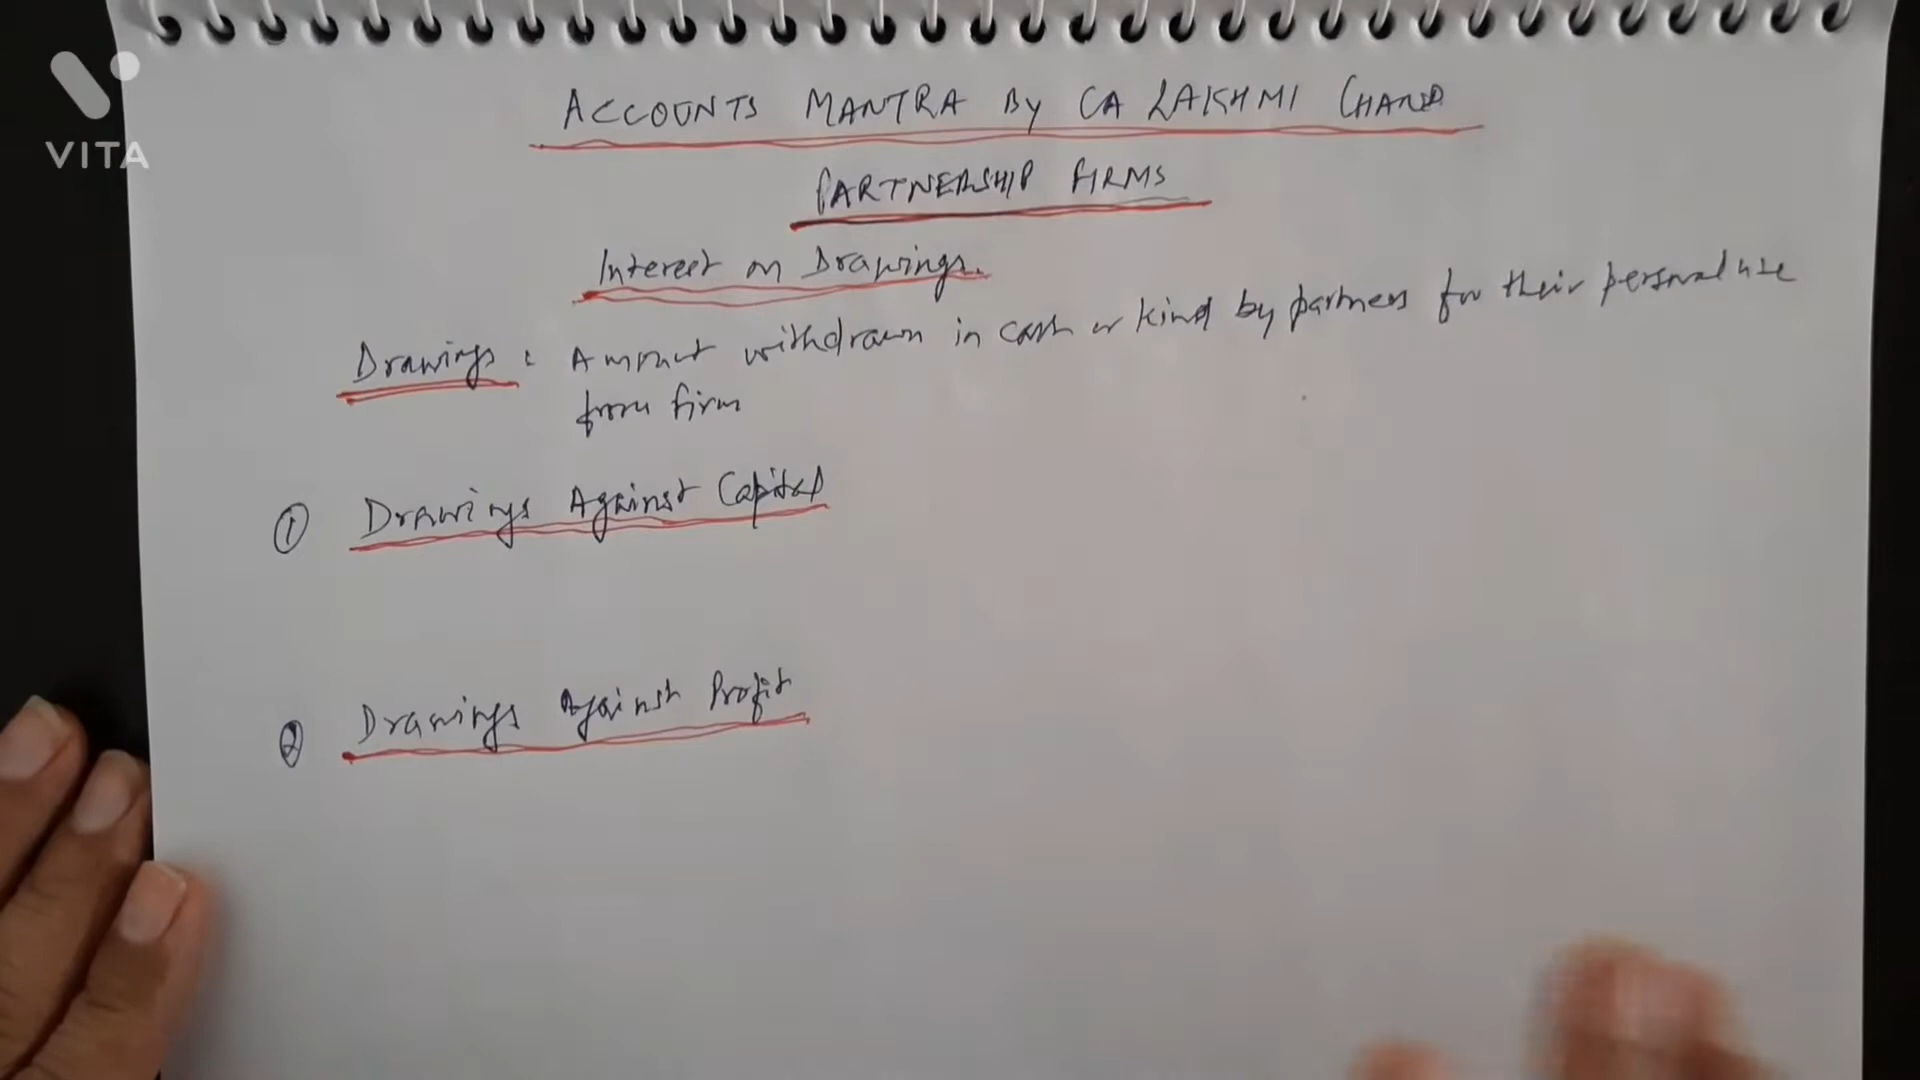 VITA
ACCOUNTS MANTRA By CA LAKHMI CHAND
PARTNERSHIP FIRMS
Interest on Drawings.
Drawings : Amount withdrawn in cash or kind by partners for their personal use
from firm
① Drawings Against Capital
② Drawings Against Profit